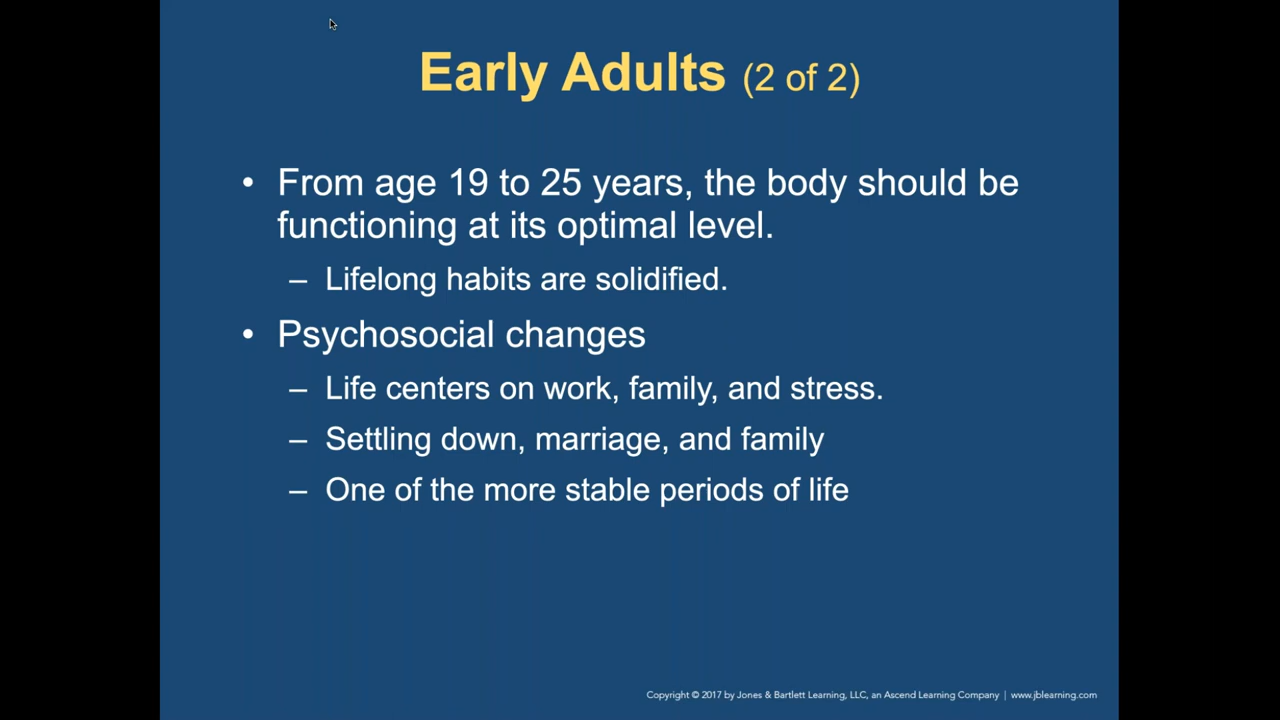 Early Adults (2 of 2)
• From age 19 to 25 years, the body should be
functioning at its optimal level.
– Lifelong habits are solidified.
• Psychosocial changes
– Life centers on work, family, and stress.
– Settling down, marriage, and family
– One of the more stable periods of life
Copyright © 2017 by Jones & Bartlett Learning, LLC, an Ascend Learning Company | www.jblearning.com